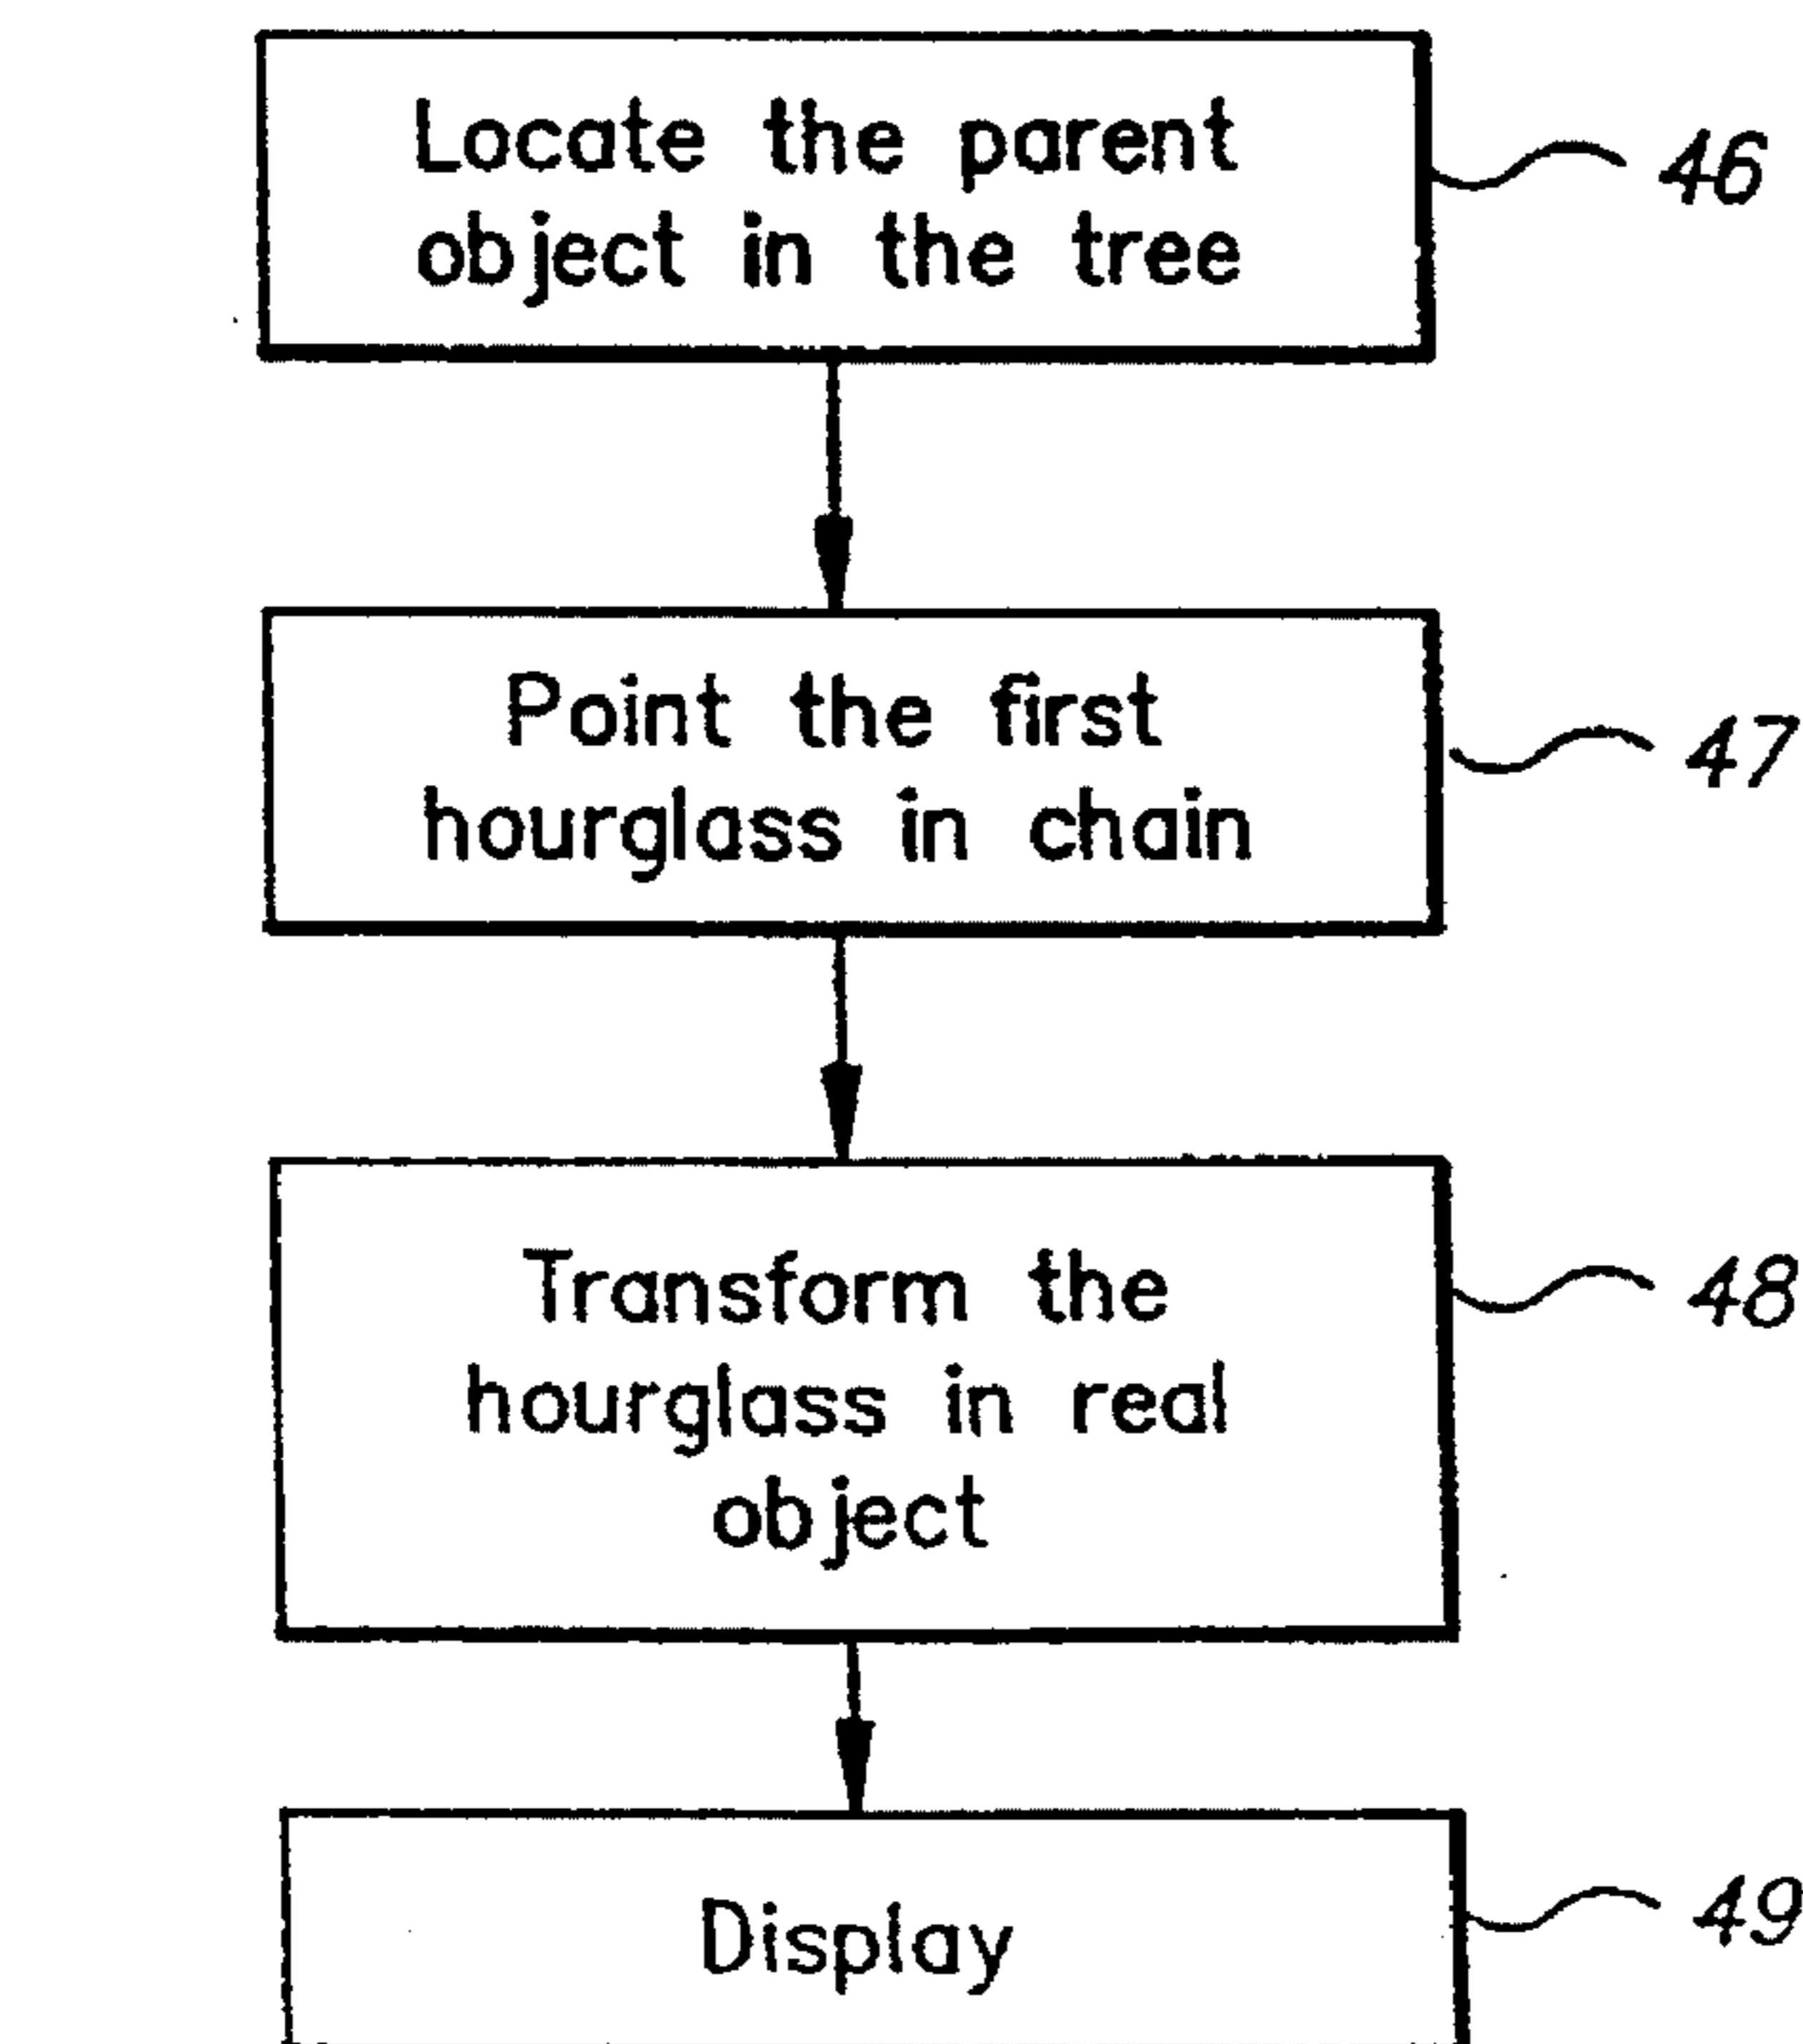 Locate the parent
object in the tree
46
Point the first
hourglass in chain
47
Transform the
hourglass in real
object
48
Display
49